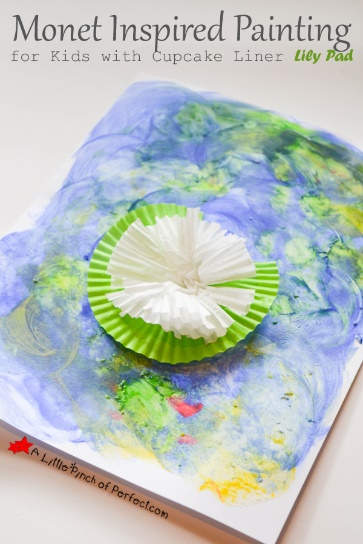 Monet Inspired Painting
for Kids with Cupcake Liner Lily Pad
A Little Pinch of Perfect.com